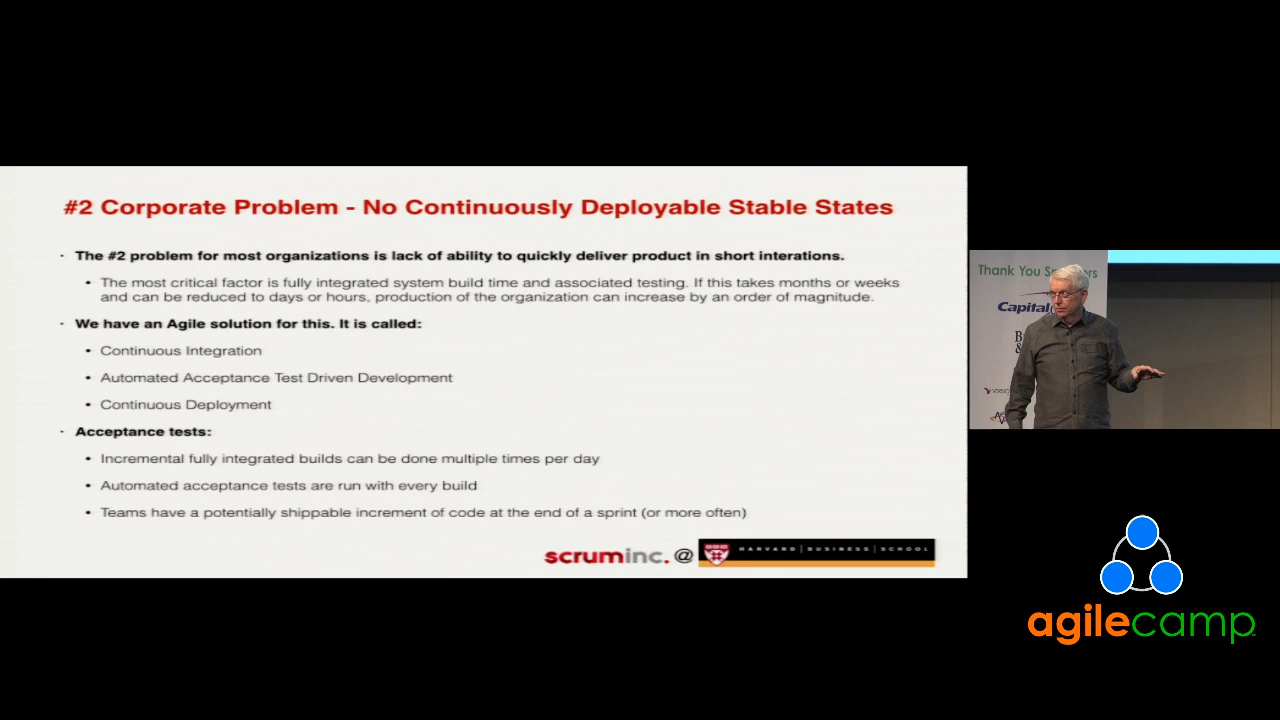 #2 Corporate Problem - No Continuously Deployable Stable States
· The #2 problem for most organizations is lack of ability to quickly deliver product in short interations.
• The most critical factor is fully integrated system build time and associated testing. If this takes months or weeks
and can be reduced to days or hours, production of the organization can increase by an order of magnitude.
· We have an Agile solution for this. It is called:
• Continuous Integration
• Automated Acceptance Test Driven Development
• Continuous Deployment
· Acceptance tests:
• Incremental fully integrated builds can be done multiple times per day
• Automated acceptance tests are run with every build
• Teams have a potentially shippable increment of code at the end of a sprint (or more often)
scruminc. @ HARVARD | BUSINESS | SCHOOL
Thank You
Capital
agilecamp